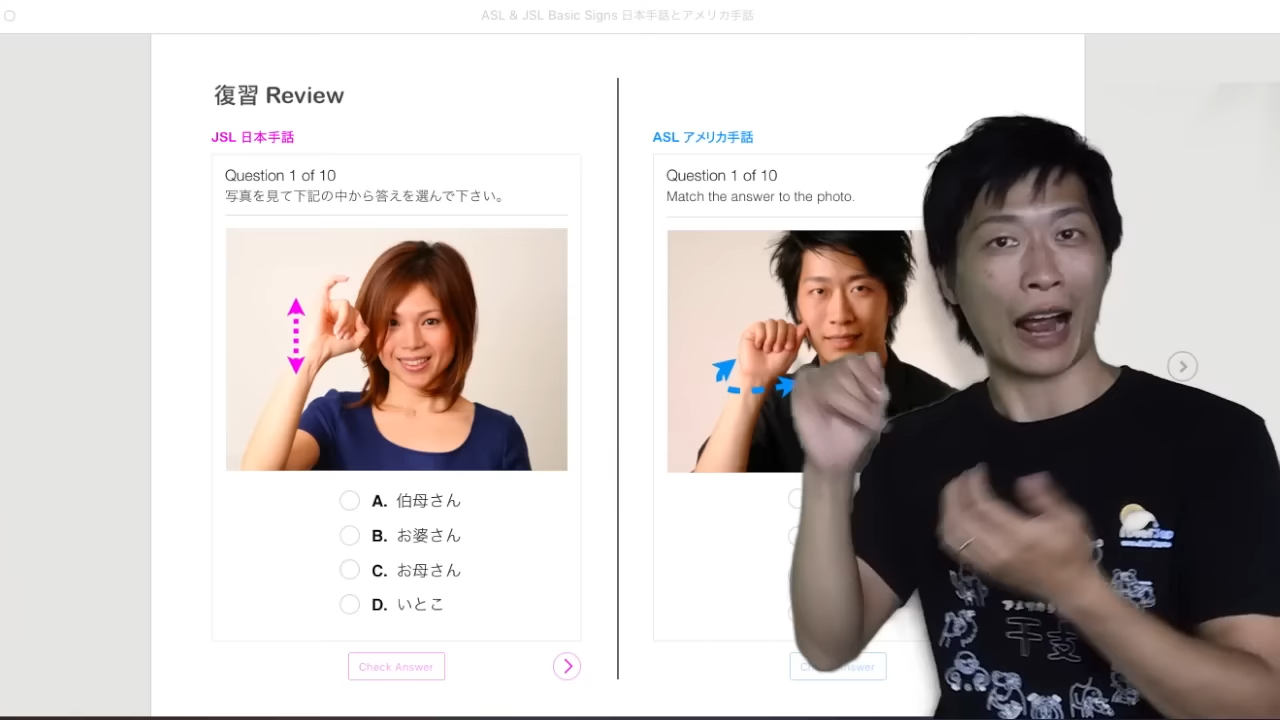 ASL & JSL Basic Signs 日本手話とアメリカ手話
復習 Review
JSL 日本手話
Question 1 of 10
写真を見て下記の中から答えを選んで下さい。
A. 伯母さん
B. お婆さん
C. お母さん
D. いとこ
Check Answer
ASL アメリカ手話
Question 1 of 10
Match the answer to the photo.
干支